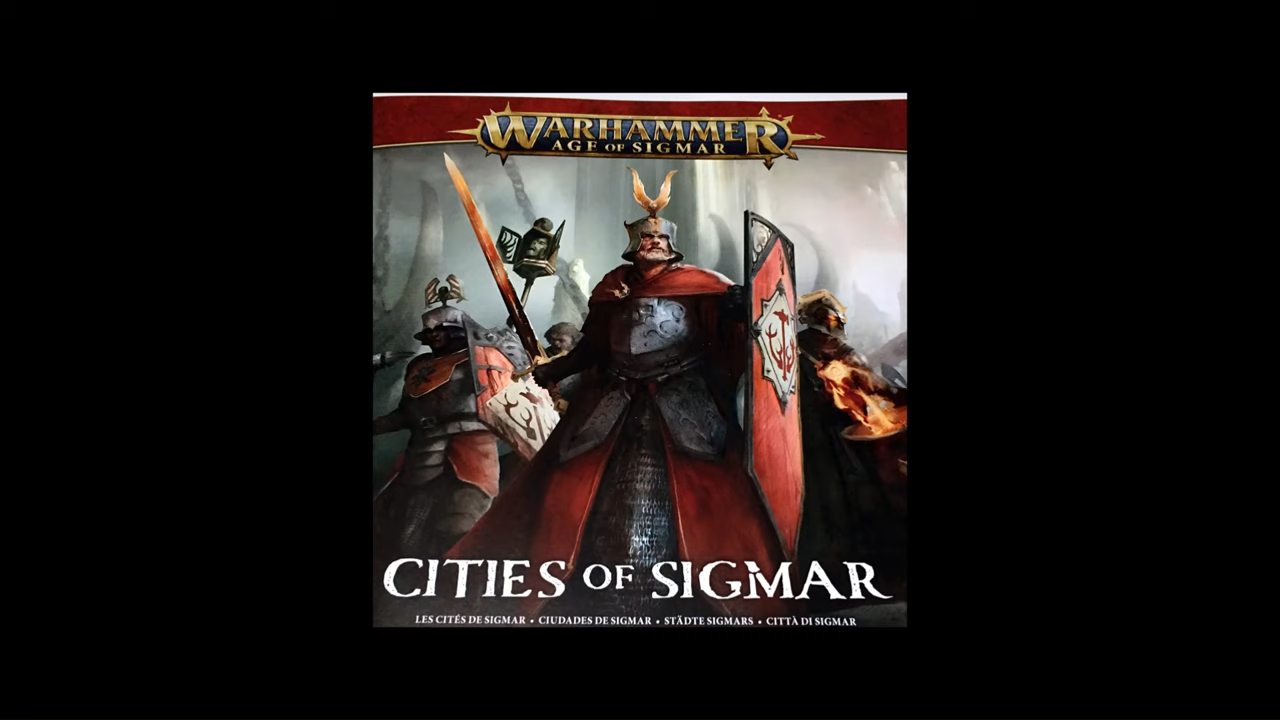 WARHAMMER
AGE OF SIGMAR
CITIES OF SIGMAR
LES CITÉS DE SIGMAR • CIUDADES DE SIGMAR • STÄDTE SIGMARS • CITTÀ DI SIGMAR